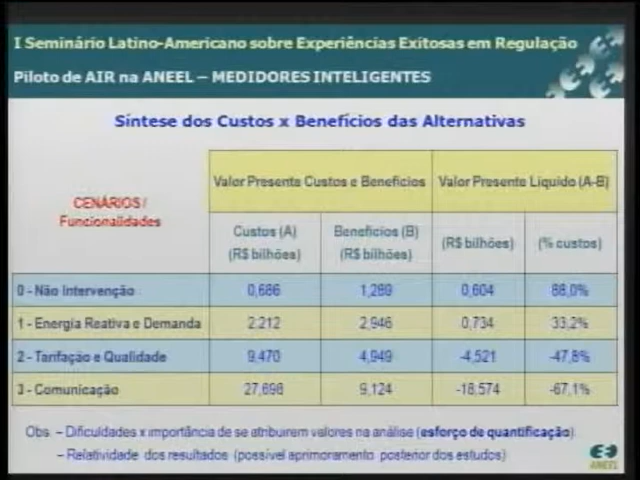 I Seminário Latino-Americano sobre Experiências Exitosas em Regulação
Piloto de AIR na ANEEL – MEDIDORES INTELIGENTES
Síntese dos Custos x Benefícios das Alternativas
CENÁRIOS / Funcionalidades
Valor Presente Custos e Benefícios
Valor Presente Líquido (A-B)
Custos (A) (R$ bilhões)
Benefícios (B) (R$ bilhões)
(R$ bilhões)
(% custos)
0 - Não Intervenção 0,686 1,289 0,604 88,0%
1 - Energia Reativa e Demanda 2,212 2,946 0,734 33,2%
2 - Tarifação e Qualidade 9,470 4,949 -4,521 -47,8%
3 - Comunicação 27,698 9,124 -18,574 -67,1%
Obs. – Dificuldades x importância de se atribuirem valores na análise (esforço de quantificação)
– Relatividade dos resultados (possível aprimoramento posterior dos estudos)
ANEEL